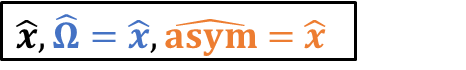 x̂, Ω̂ = x̂, asym̂ = x̂